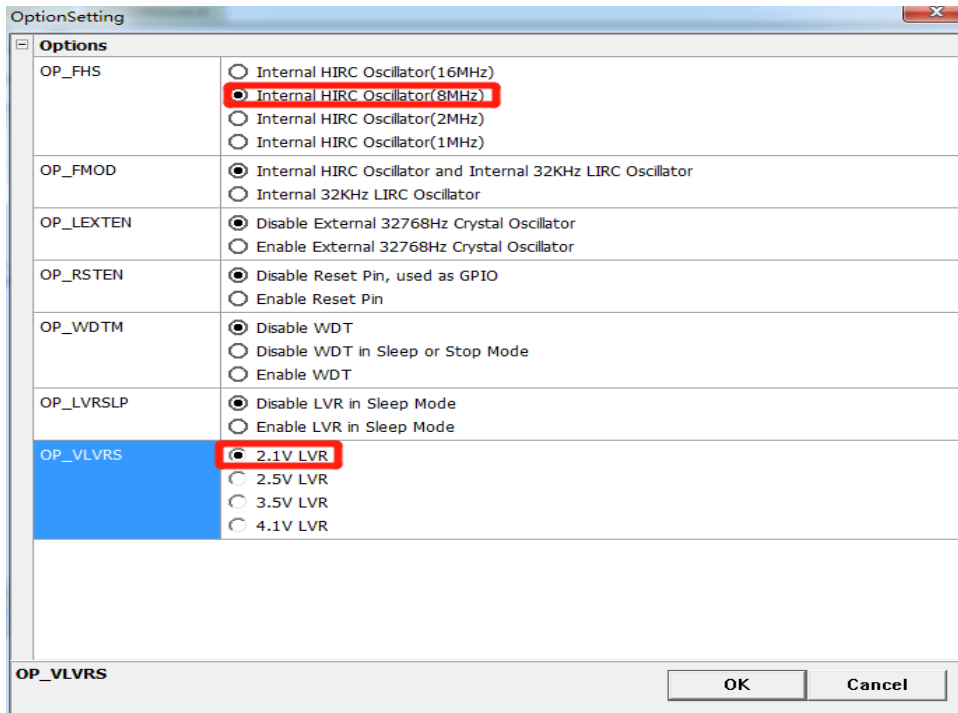 OptionSetting
Options
OP_FHS
Internal HIRC Oscillator(16MHz)
Internal HIRC Oscillator(8MHz)
Internal HIRC Oscillator(2MHz)
Internal HIRC Oscillator(1MHz)
OP_FMOD
Internal HIRC Oscillator and Internal 32KHz LIRC Oscillator
Internal 32KHz LIRC Oscillator
OP_LEXTEN
Disable External 32768Hz Crystal Oscillator
Enable External 32768Hz Crystal Oscillator
OP_RSTEN
Disable Reset Pin, used as GPIO
Enable Reset Pin
OP_WDTM
Disable WDT
Disable WDT in Sleep or Stop Mode
Enable WDT
OP_LVRSLP
Disable LVR in Sleep Mode
Enable LVR in Sleep Mode
OP_VLVRS
2.1V LVR
2.5V LVR
3.5V LVR
4.1V LVR
OP_VLVRS
OK
Cancel